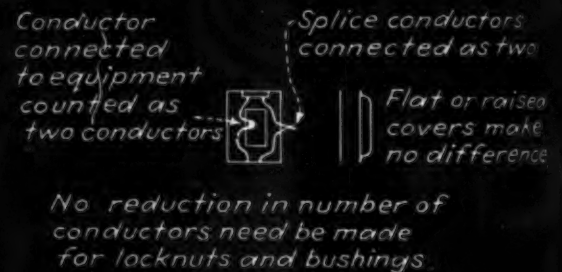 Conductor
connected
to equipment
counted as
two conductors
Splice conductors
connected as two
Flat or raised
covers make
no difference
No reduction in number of
conductors need be made
for locknuts and bushings